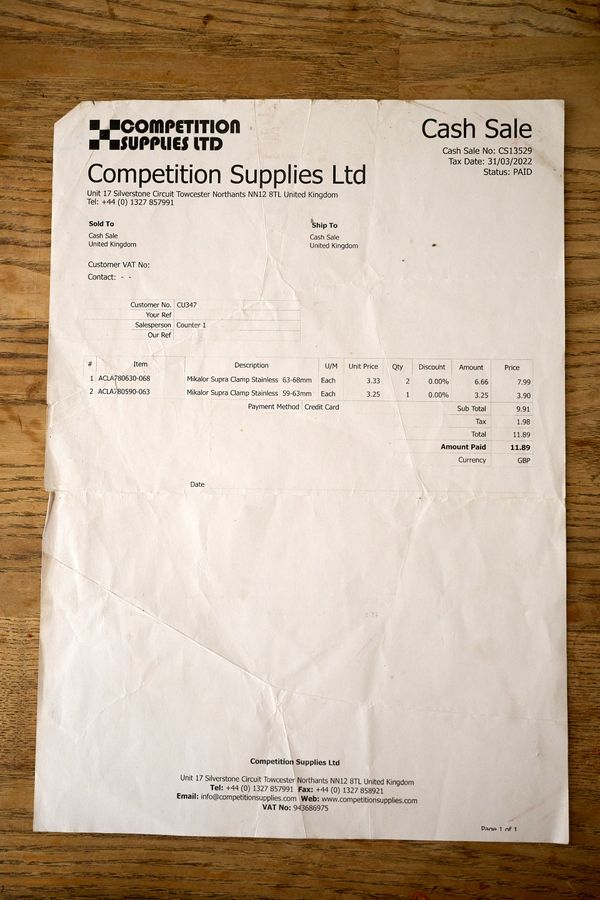 COMPETITION
SUPPLIES LTD
Cash Sale
Cash Sale No: CS13529
Tax Date: 31/03/2022
Status: PAID
Competition Supplies Ltd
Unit 17 Silverstone Circuit Towcester Northants NN12 8TL United Kingdom
Tel: +44 (0) 1327 857991
Sold To
Cash Sale
United Kingdom
Ship To
Cash Sale
United Kingdom
Customer VAT No:
Contact: - -
Customer No. CU347
Your Ref
Salesperson Counter 1
Our Ref
# Item Description U/M Unit Price Qty Discount Amount Price
1 ACLA780630-068 Mikalor Supra Clamp Stainless 63-68mm Each 3.33 2 0.00% 6.66 7.99
2 ACLA780590-063 Mikalor Supra Clamp Stainless 59-63mm Each 3.25 1 0.00% 3.25 3.90
Payment Method Credit Card Sub Total 9.91
Tax 1.98
Total 11.89
Amount Paid 11.89
Currency GBP
Date
Competition Supplies Ltd
Unit 17 Silverstone Circuit Towcester Northants NN12 8TL United Kingdom
Tel: +44 (0) 1327 857991 Fax: +44 (0) 1327 858921
Email: info@competitionsupplies.com Web: www.competitionsupplies.com
VAT No: 943686975
Page 1 of 1